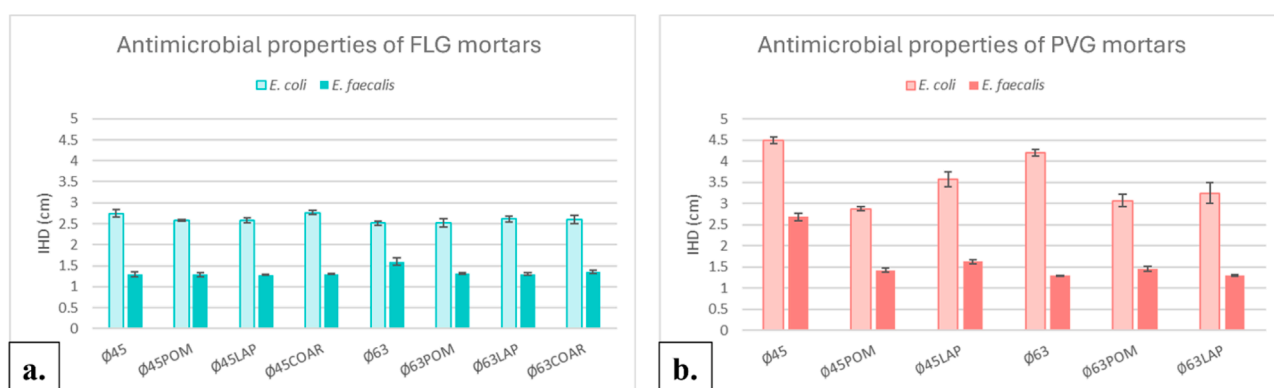 Antimicrobial properties of FLG mortars
E. coli E. faecalis
IHD (cm)
5
4.5
4
3.5
3
2.5
2
1.5
1
0.5
0
Ø45 Ø45POM Ø45LAP Ø45COAR Ø63 Ø63POM Ø63LAP Ø63COAR
a.
Antimicrobial properties of PVG mortars
E. coli E. faecalis
IHD (cm)
5
4.5
4
3.5
3
2.5
2
1.5
1
0.5
0
Ø45 Ø45POM Ø45LAP Ø63 Ø63POM Ø63LAP
b.